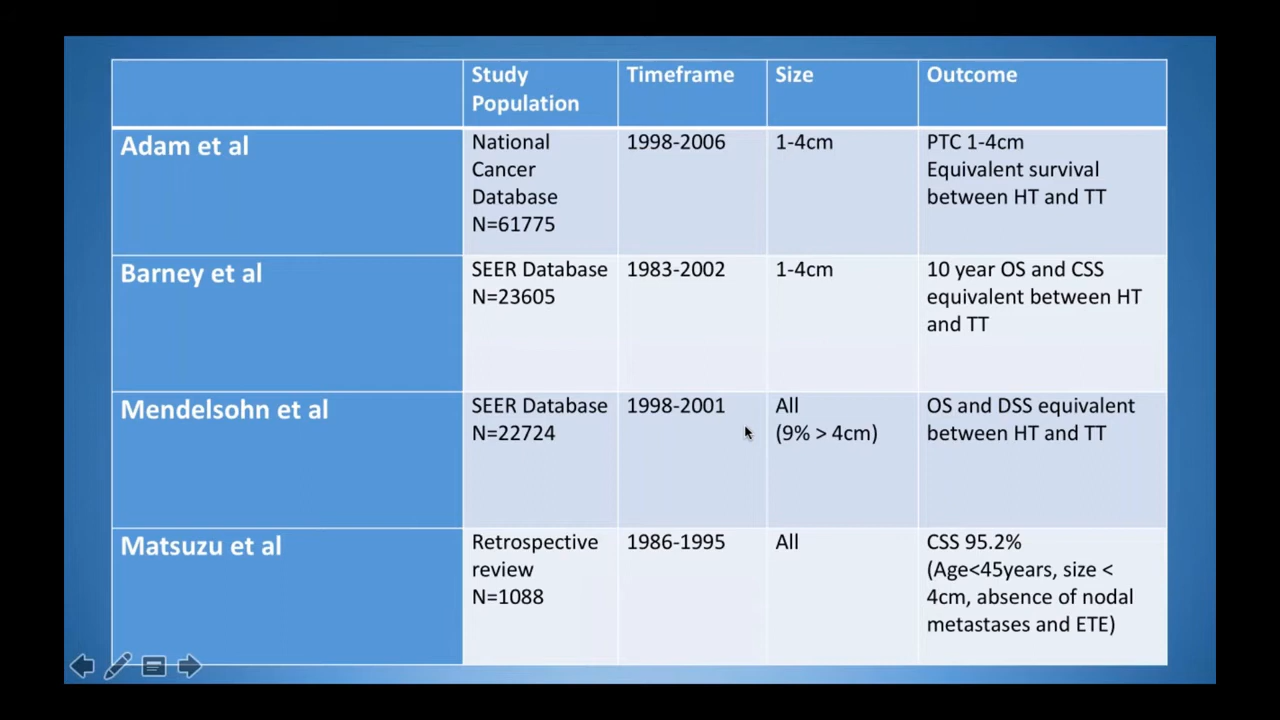 Study
Population
Timeframe
Size
Outcome
Adam et al
National
Cancer
Database
N=61775
1998-2006
1-4cm
PTC 1-4cm
Equivalent survival
between HT and TT
Barney et al
SEER Database
N=23605
1983-2002
1-4cm
10 year OS and CSS
equivalent between HT
and TT
Mendelsohn et al
SEER Database
N=22724
1998-2001
All
(9% > 4cm)
OS and DSS equivalent
between HT and TT
Matsuzu et al
Retrospective
review
N=1088
1986-1995
All
CSS 95.2%
(Age<45years, size <
4cm, absence of nodal
metastases and ETE)